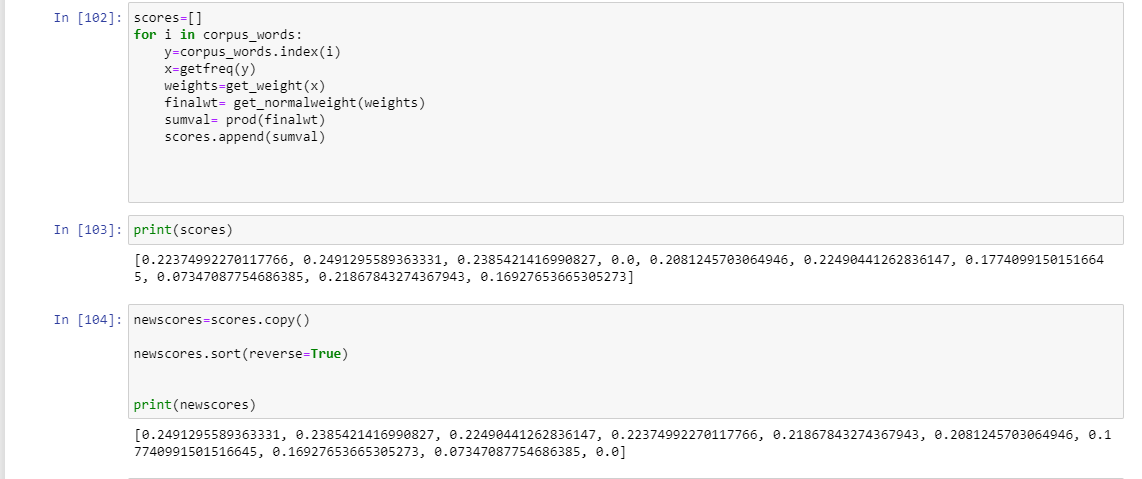 In [102]: scores=[]
for i in corpus_words:
    y=corpus_words.index(i)
    x=getfreq(y)
    weights=get_weight(x)
    finalwt= get_normalweight(weights)
    sumval= prod(finalwt)
    scores.append(sumval)
In [103]: print(scores)
[0.22374992270117766, 0.2491295589363331, 0.2385421416990827, 0.0, 0.2081245703064946, 0.22490441262836147, 0.1774099150151664
5, 0.07347087754686385, 0.21867843274367943, 0.16927653665305273]
In [104]: newscores=scores.copy()
newscores.sort(reverse=True)
print(newscores)
[0.2491295589363331, 0.2385421416990827, 0.22490441262836147, 0.22374992270117766, 0.21867843274367943, 0.2081245703064946, 0.1
7740991501516645, 0.16927653665305273, 0.07347087754686385, 0.0]